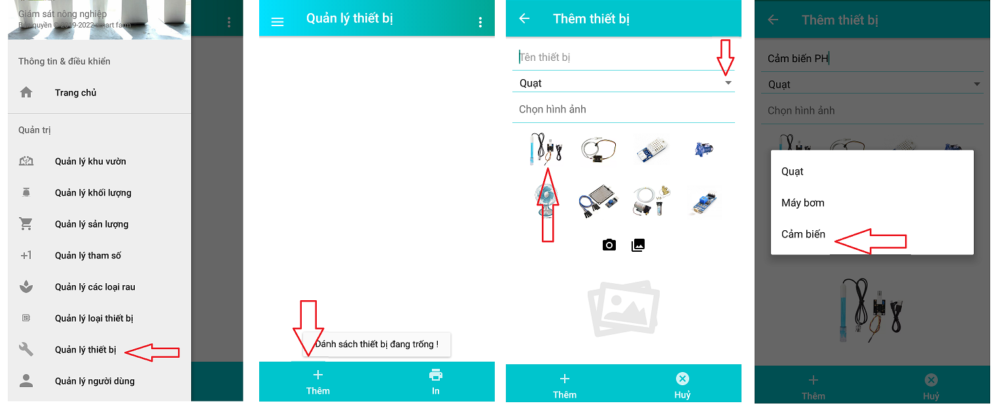 Giám sát nông nghiệp
Bản quyền © 2019-2022 smart farm
Thông tin & điều khiển
Trang chủ
Quản trị
Quản lý khu vườn
Quản lý khối lượng
Quản lý sản lượng
+1 Quản lý tham số
Quản lý các loại rau
Quản lý loại thiết bị
Quản lý thiết bị
Quản lý người dùng
Quản lý thiết bị
Dánh sách thiết bị đang trống !
Thêm
In
Thêm thiết bị
Tên thiết bị
Quạt
Chọn hình ảnh
Thêm
Huỷ
Thêm thiết bị
Cảm biến PH
Quạt
Chọn hình ảnh
Quạt
Máy bơm
Cảm biến
Thêm
Huỷ